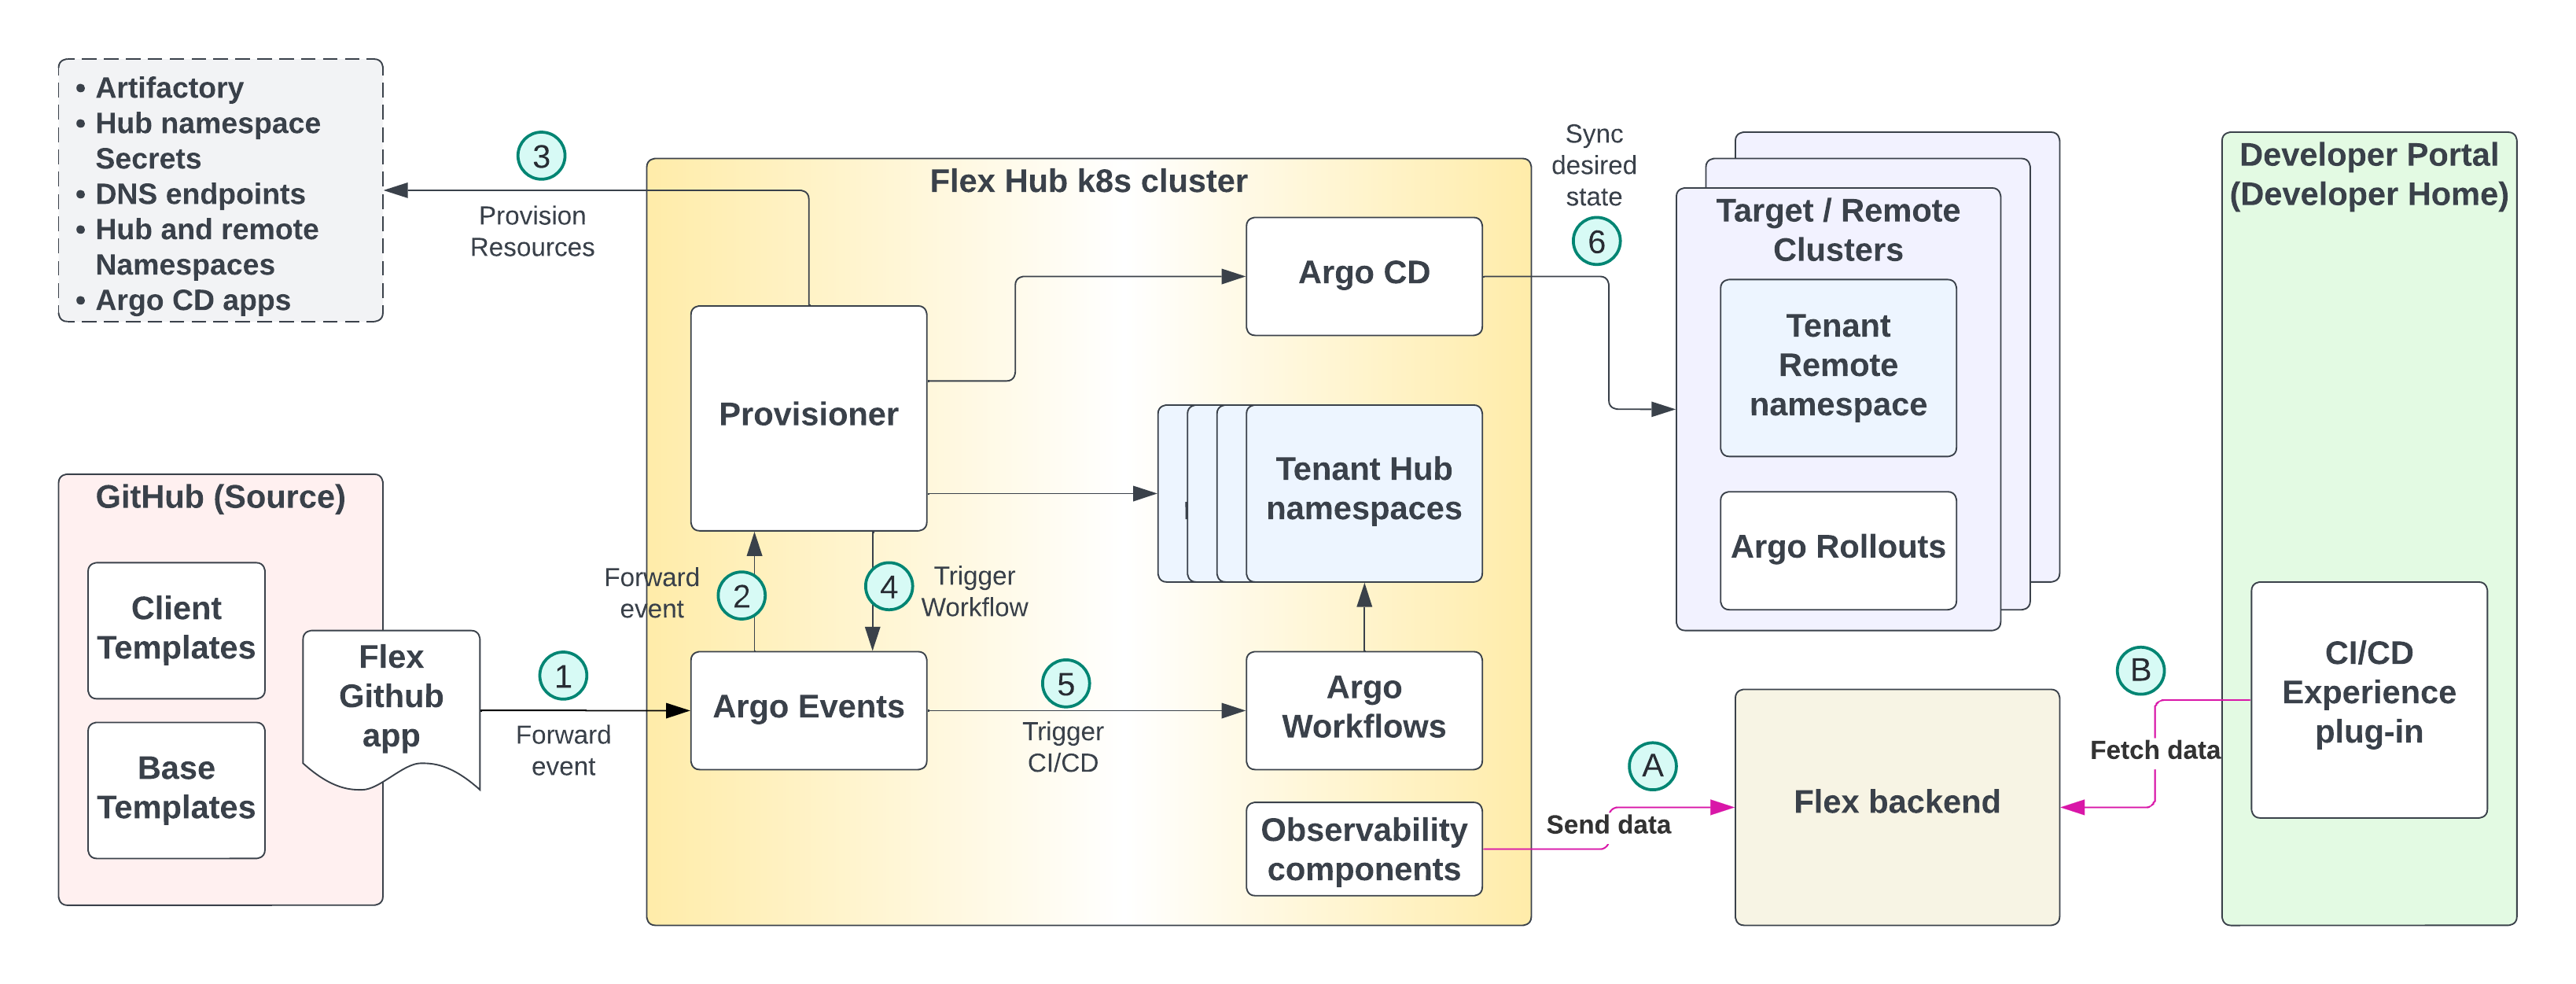 • Artifactory
• Hub namespace
Secrets
• DNS endpoints
• Hub and remote
Namespaces
• Argo CD apps
3
Provision
Resources
GitHub (Source)
Client
Templates
Base
Templates
Flex
Github
app
1
Forward
event
Flex Hub k8s cluster
Provisioner
Forward
event
2
4
Trigger
Workflow
Argo Events
5
Trigger
CI/CD
Argo CD
Tenant Hub
namespaces
Argo
Workflows
Observability
components
Sync
desired
state
6
Target / Remote
Clusters
Tenant
Remote
namespace
Argo Rollouts
A
Send data
Flex backend
B
Fetch data
Developer Portal
(Developer Home)
CI/CD
Experience
plug-in